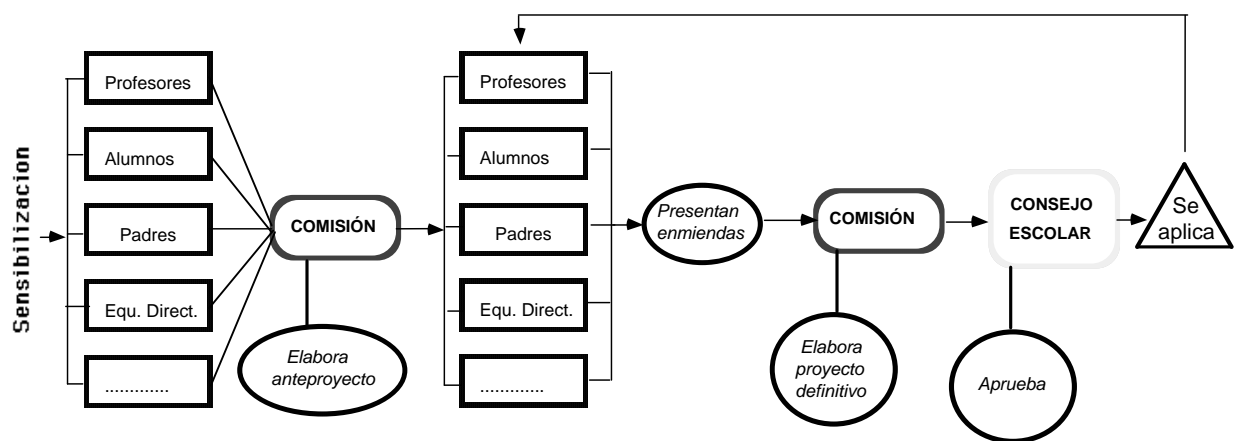 Sensibilizacion
Profesores
Alumnos
Padres
Equ. Direct.
.............
COMISIÓN
Elabora
anteproyecto
Profesores
Alumnos
Padres
Equ. Direct.
.............
Presentan
enmiendas
COMISIÓN
Elabora
proyecto
definitivo
CONSEJO
ESCOLAR
Aprueba
Se
aplica